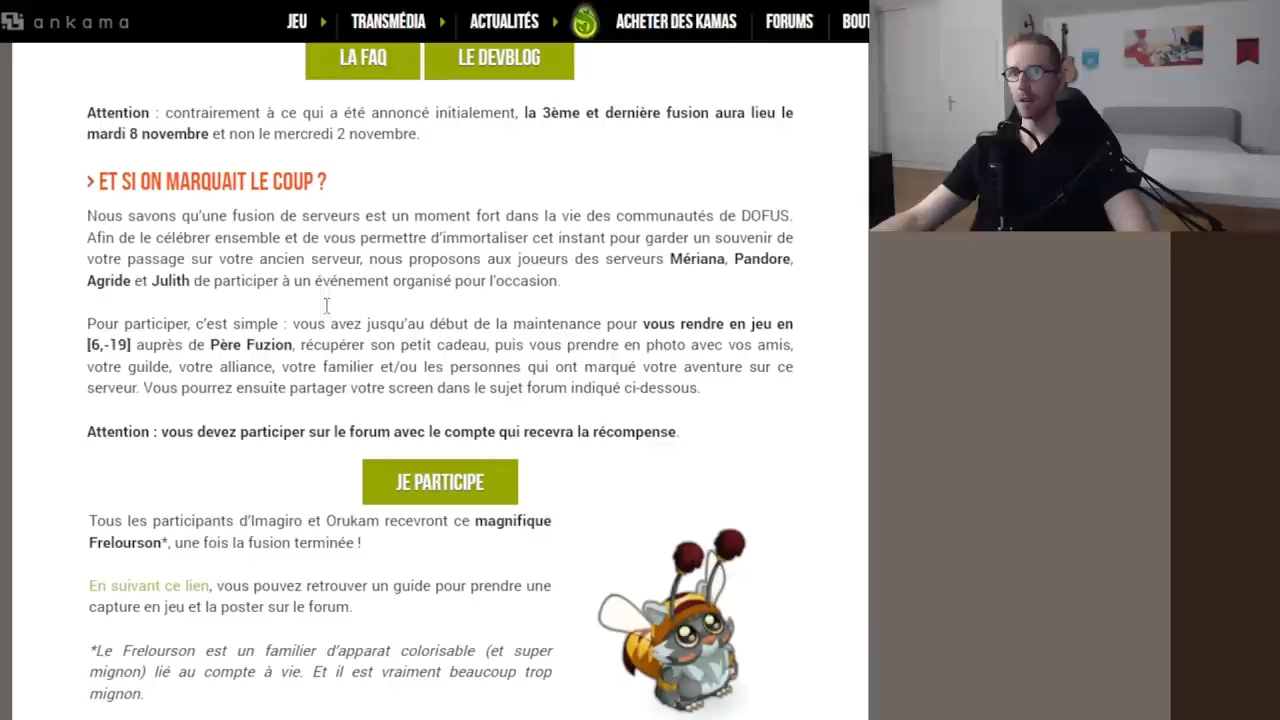 ankama JEU TRANSMÉDIA ACTUALITÉS ACHETER DES KAMAS FORUMS BOUT
LA FAQ LE DEVBLOG
Attention : contrairement à ce qui a été annoncé initialement, la 3ème et dernière fusion aura lieu le
mardi 8 novembre et non le mercredi 2 novembre.
> ET SI ON MARQUAIT LE COUP ?
Nous savons qu'une fusion de serveurs est un moment fort dans la vie des communautés de DOFUS.
Afin de le célébrer ensemble et de vous permettre d'immortaliser cet instant pour garder un souvenir de
votre passage sur votre ancien serveur, nous proposons aux joueurs des serveurs Mériana, Pandore,
Agride et Julith de participer à un événement organisé pour l'occasion.
Pour participer, c'est simple : vous avez jusqu'au début de la maintenance pour vous rendre en jeu en
[6,-19] auprès de Père Fuzion, récupérer son petit cadeau, puis vous prendre en photo avec vos amis,
votre guilde, votre alliance, votre familier et/ou les personnes qui ont marqué votre aventure sur ce
serveur. Vous pourrez ensuite partager votre screen dans le sujet forum indiqué ci-dessous.
Attention : vous devez participer sur le forum avec le compte qui recevra la récompense.
JE PARTICIPE
Tous les participants d'Imagiro et Orukam recevront ce magnifique
Frelourson*, une fois la fusion terminée !
En suivant ce lien, vous pouvez retrouver un guide pour prendre une
capture en jeu et la poster sur le forum.
*Le Frelourson est un familier d'apparat colorisable (et super
mignon) lié au compte à vie. Et il est vraiment beaucoup trop
mignon.